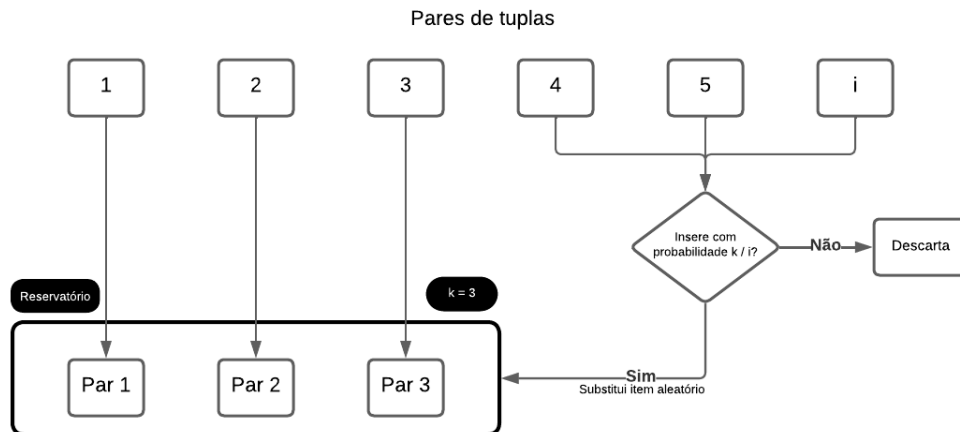 Pares de tuplas
1
2
3
4
5
i
Insere com
probabilidade k / i?
Não
Descarta
Reservatório
k = 3
Par 1
Par 2
Par 3
Sim
Substitui item aleatório